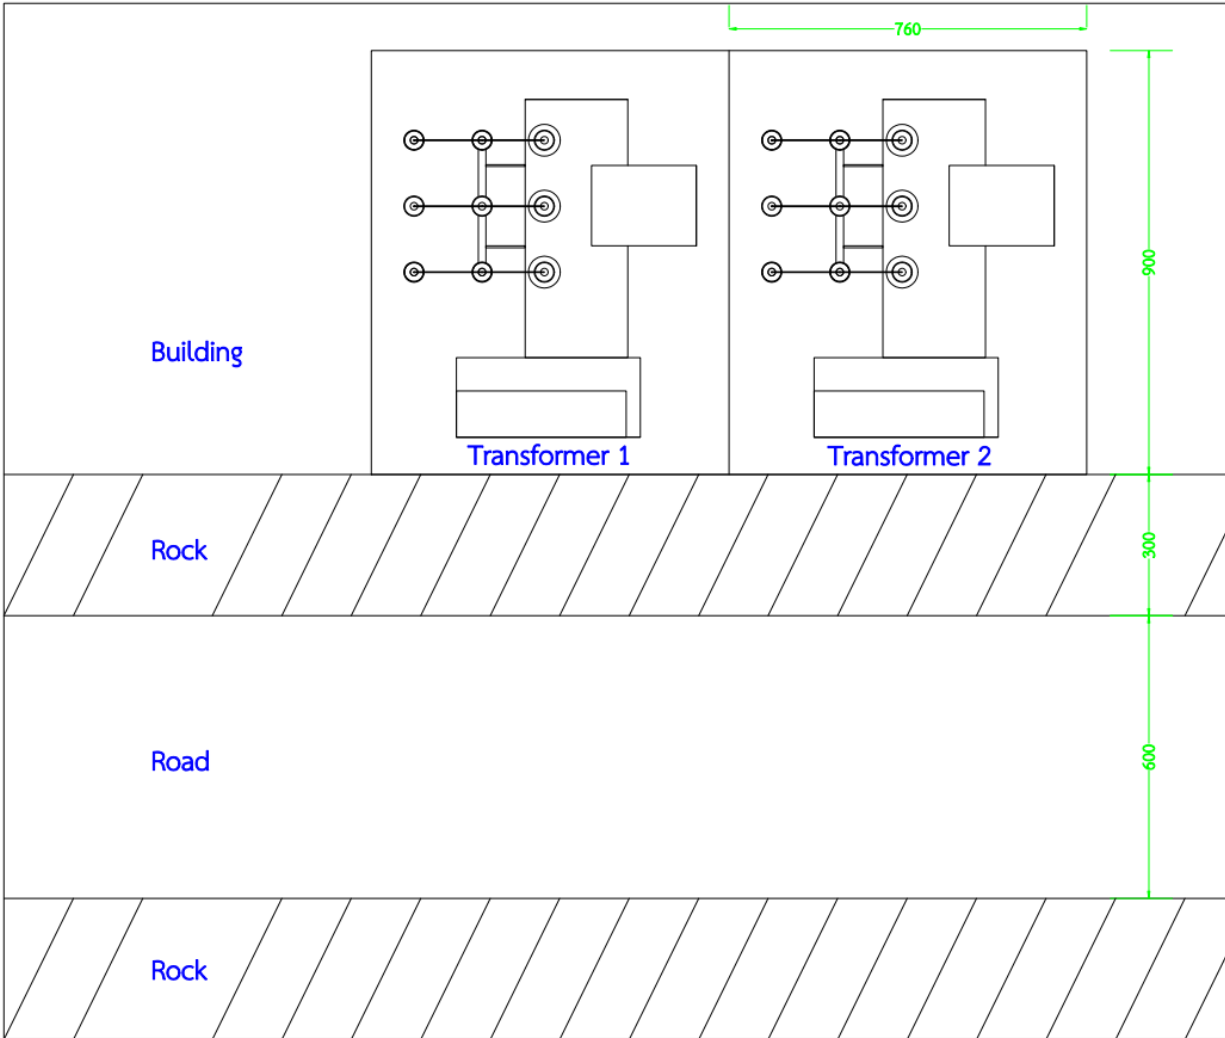 760
900
Building
Transformer 1
Transformer 2
Rock
300
Road
600
Rock